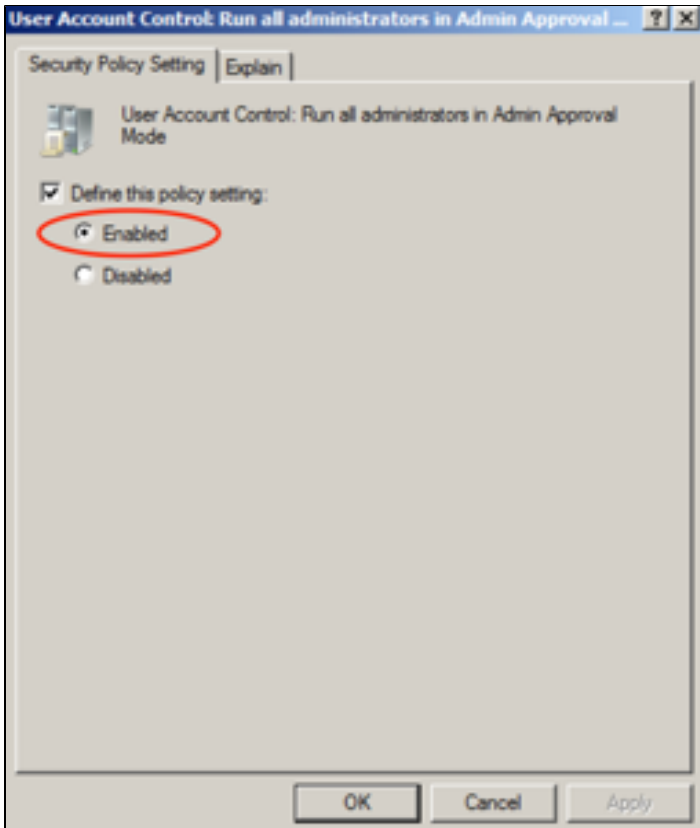 User Account Control: Run all administrators in Admin Approval ...
Security Policy Setting
Explain
User Account Control: Run all administrators in Admin Approval
Mode
Define this policy setting:
Enabled
Disabled
OK
Cancel
Apply